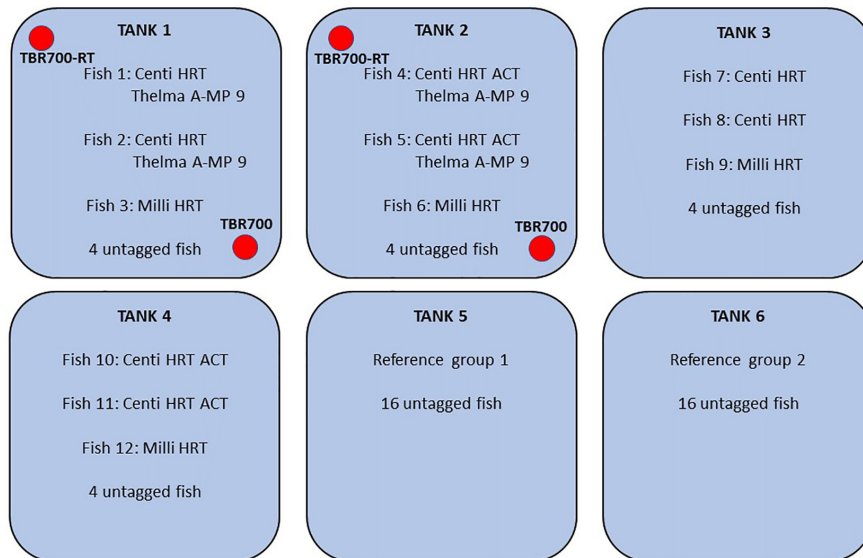 TANK 1
TBR700-RT
Fish 1: Centi HRT
Thelma A-MP 9
Fish 2: Centi HRT
Thelma A-MP 9
Fish 3: Milli HRT
TBR700
4 untagged fish
TANK 2
TBR700-RT
Fish 4: Centi HRT ACT
Thelma A-MP 9
Fish 5: Centi HRT ACT
Thelma A-MP 9
Fish 6: Milli HRT
TBR700
4 untagged fish
TANK 3
Fish 7: Centi HRT
Fish 8: Centi HRT
Fish 9: Milli HRT
4 untagged fish
TANK 4
Fish 10: Centi HRT ACT
Fish 11: Centi HRT ACT
Fish 12: Milli HRT
4 untagged fish
TANK 5
Reference group 1
16 untagged fish
TANK 6
Reference group 2
16 untagged fish